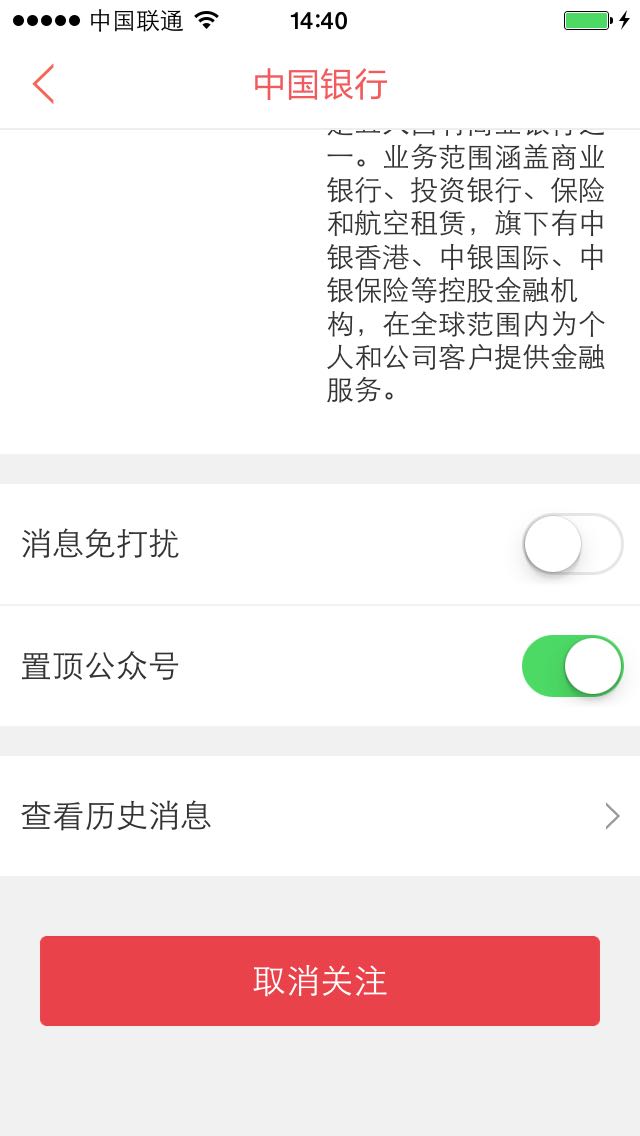 中国联通
14:40
中国银行
一。业务范围涵盖商业
银行、投资银行、保险
和航空租赁，旗下有中
银香港、中银国际、中
银保险等控股金融机
构，在全球范围内为个
人和公司客户提供金融
服务。
消息免打扰
置顶公众号
查看历史消息
取消关注